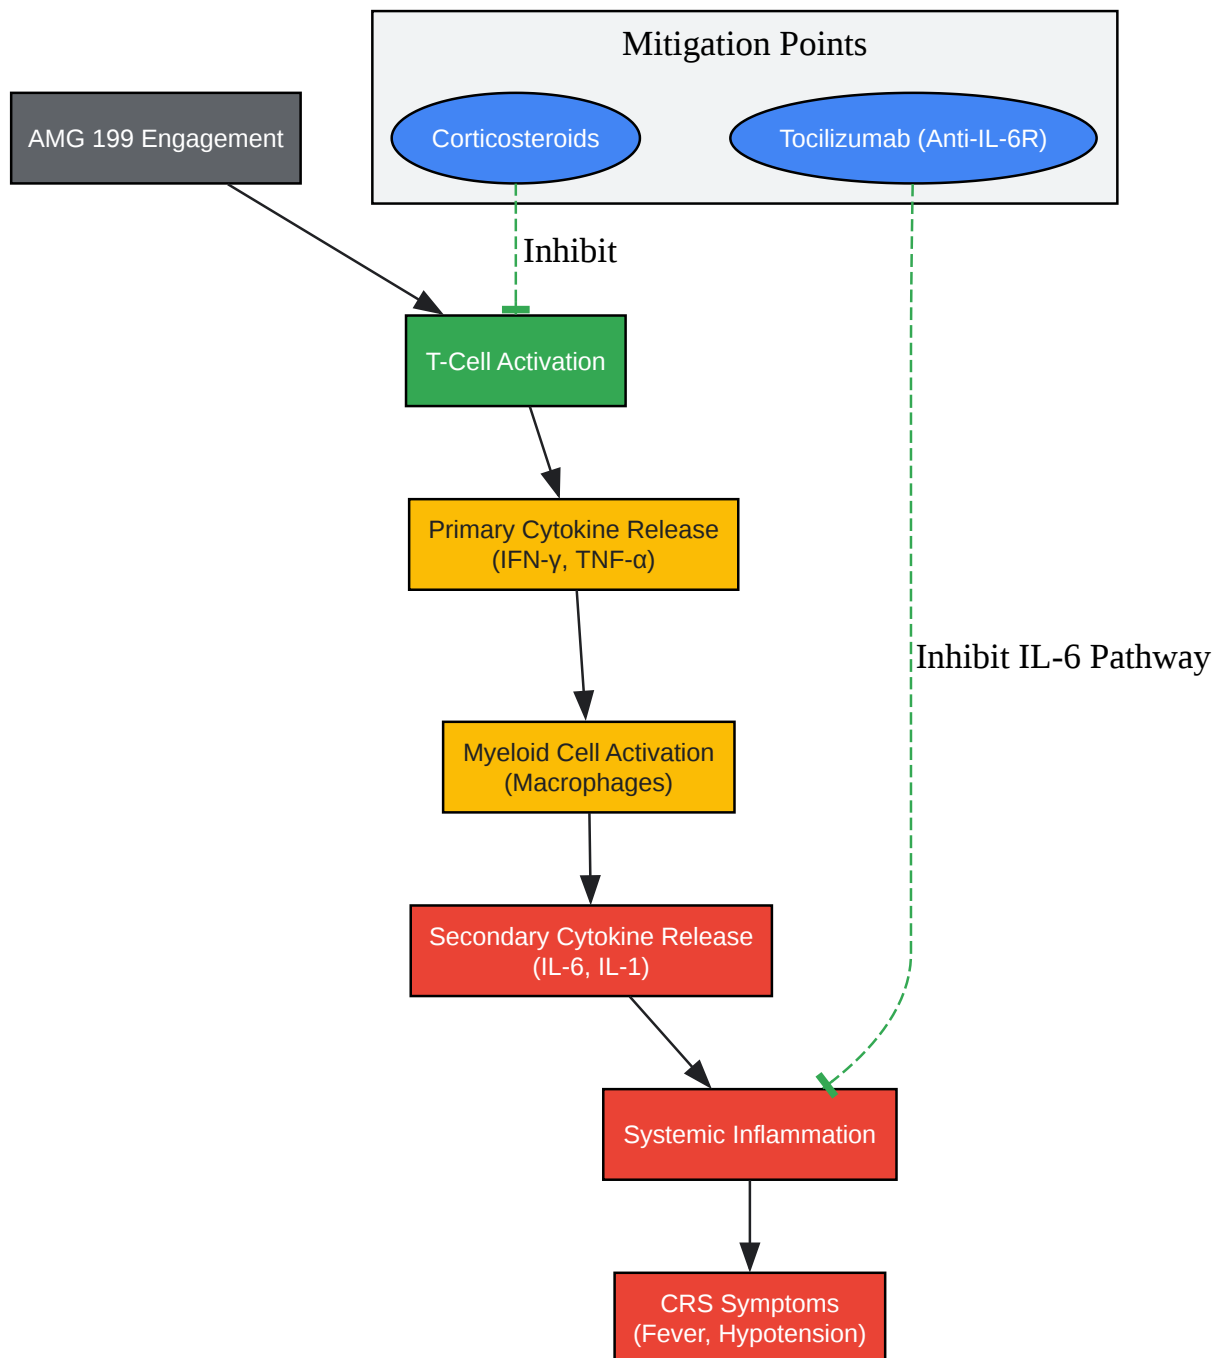 Mitigation Points
AMG 199 Engagement
Corticosteroids
Tocilizumab (Anti-IL-6R)
Inhibit
T-Cell Activation
Primary Cytokine Release
(IFN-γ, TNF-α)
Inhibit IL-6 Pathway
Myeloid Cell Activation
(Macrophages)
Secondary Cytokine Release
(IL-6, IL-1)
Systemic Inflammation
CRS Symptoms
(Fever, Hypotension)